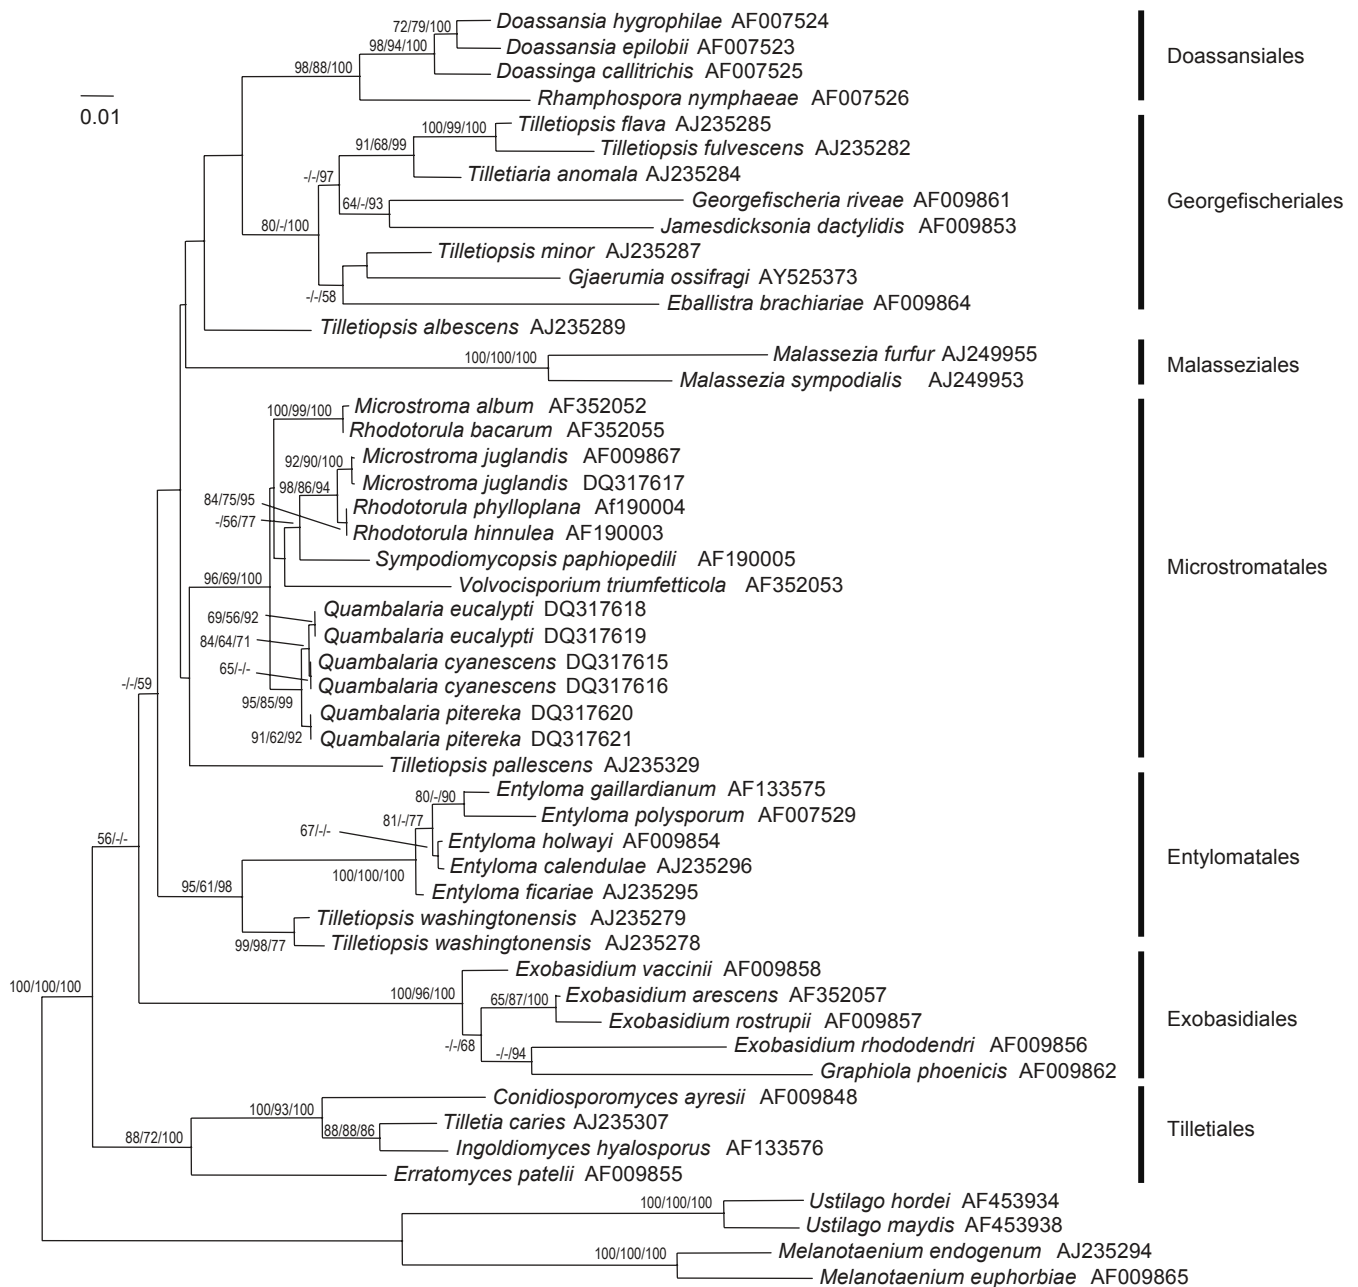 72/79/100
Doassansia hygrophilae AF007524
Doassansia epilobii AF007523
98/94/100
Doassinga callitrichis AF007525
98/88/100
Rhamphospora nymphaeae AF007526
Doassansiales
0.01
Tilletiopsis flava AJ235285
100/99/100
Tilletiopsis fulvescens AJ235282
91/68/99
Tilletiaria anomala AJ235284
-/-/97
Georgefischeria riveae AF009861
64/-/93
Jamesdicksonia dactylidis AF009853
80/-/100
Tilletiopsis minor AJ235287
Gjaerumia ossifragi AY525373
-/-/58
Eballistra brachiariae AF009864
Georgefischeriales
Tilletiopsis albescens AJ235289
100/100/100
Malassezia furfur AJ249955
Malassezia sympodialis AJ249953
Malasseziales
Microstroma album AF352052
100/99/100
Rhodotorula bacarum AF352055
Microstroma juglandis AF009867
92/90/100
Microstroma juglandis DQ317617
98/86/94
84/75/95
Rhodotorula phylloplana Af190004
-/56/77
Rhodotorula hinnulea AF190003
Sympodiomycopsis paphiopedili AF190005
Microstromatales
96/69/100
Volvocisporium triumfetticola AF352053
Quambalaria eucalypti DQ317618
69/56/92
Quambalaria eucalypti DQ317619
84/64/71
Quambalaria cyanescens DQ317615
65/-/-
Quambalaria cyanescens DQ317616
-/-/59
95/85/99
Quambalaria pitereka DQ317620
91/62/92
Quambalaria pitereka DQ317621
Tilletiopsis pallescens AJ235329
Entyloma gaillardianum AF133575
80/-/90
Entyloma polysporum AF007529
81/-/77
67/-/-
Entyloma holwayi AF009854
56/-/-
Entyloma calendulae AJ235296
Entylomatales
100/100/100
95/61/98
Entyloma ficariae AJ235295
Tilletiopsis washingtonensis AJ235279
99/98/77
Tilletiopsis washingtonensis AJ235278
Exobasidium vaccinii AF009858
100/100/100
100/96/100
65/87/100
Exobasidium arescens AF352057
Exobasidium rostrupii AF009857
Exobasidiales
-/-/68
Exobasidium rhododendri AF009856
-/-/94
Graphiola phoenicis AF009862
Conidiosporomyces ayresii AF009848
100/93/100
Tilletia caries AJ235307
Tilletiales
88/72/100
88/88/86
Ingoldiomyces hyalosporus AF133576
Erratomyces patelii AF009855
100/100/100
Ustilago hordei AF453934
Ustilago maydis AF453938
100/100/100
Melanotaenium endogenum AJ235294
Melanotaenium euphorbiae AF009865